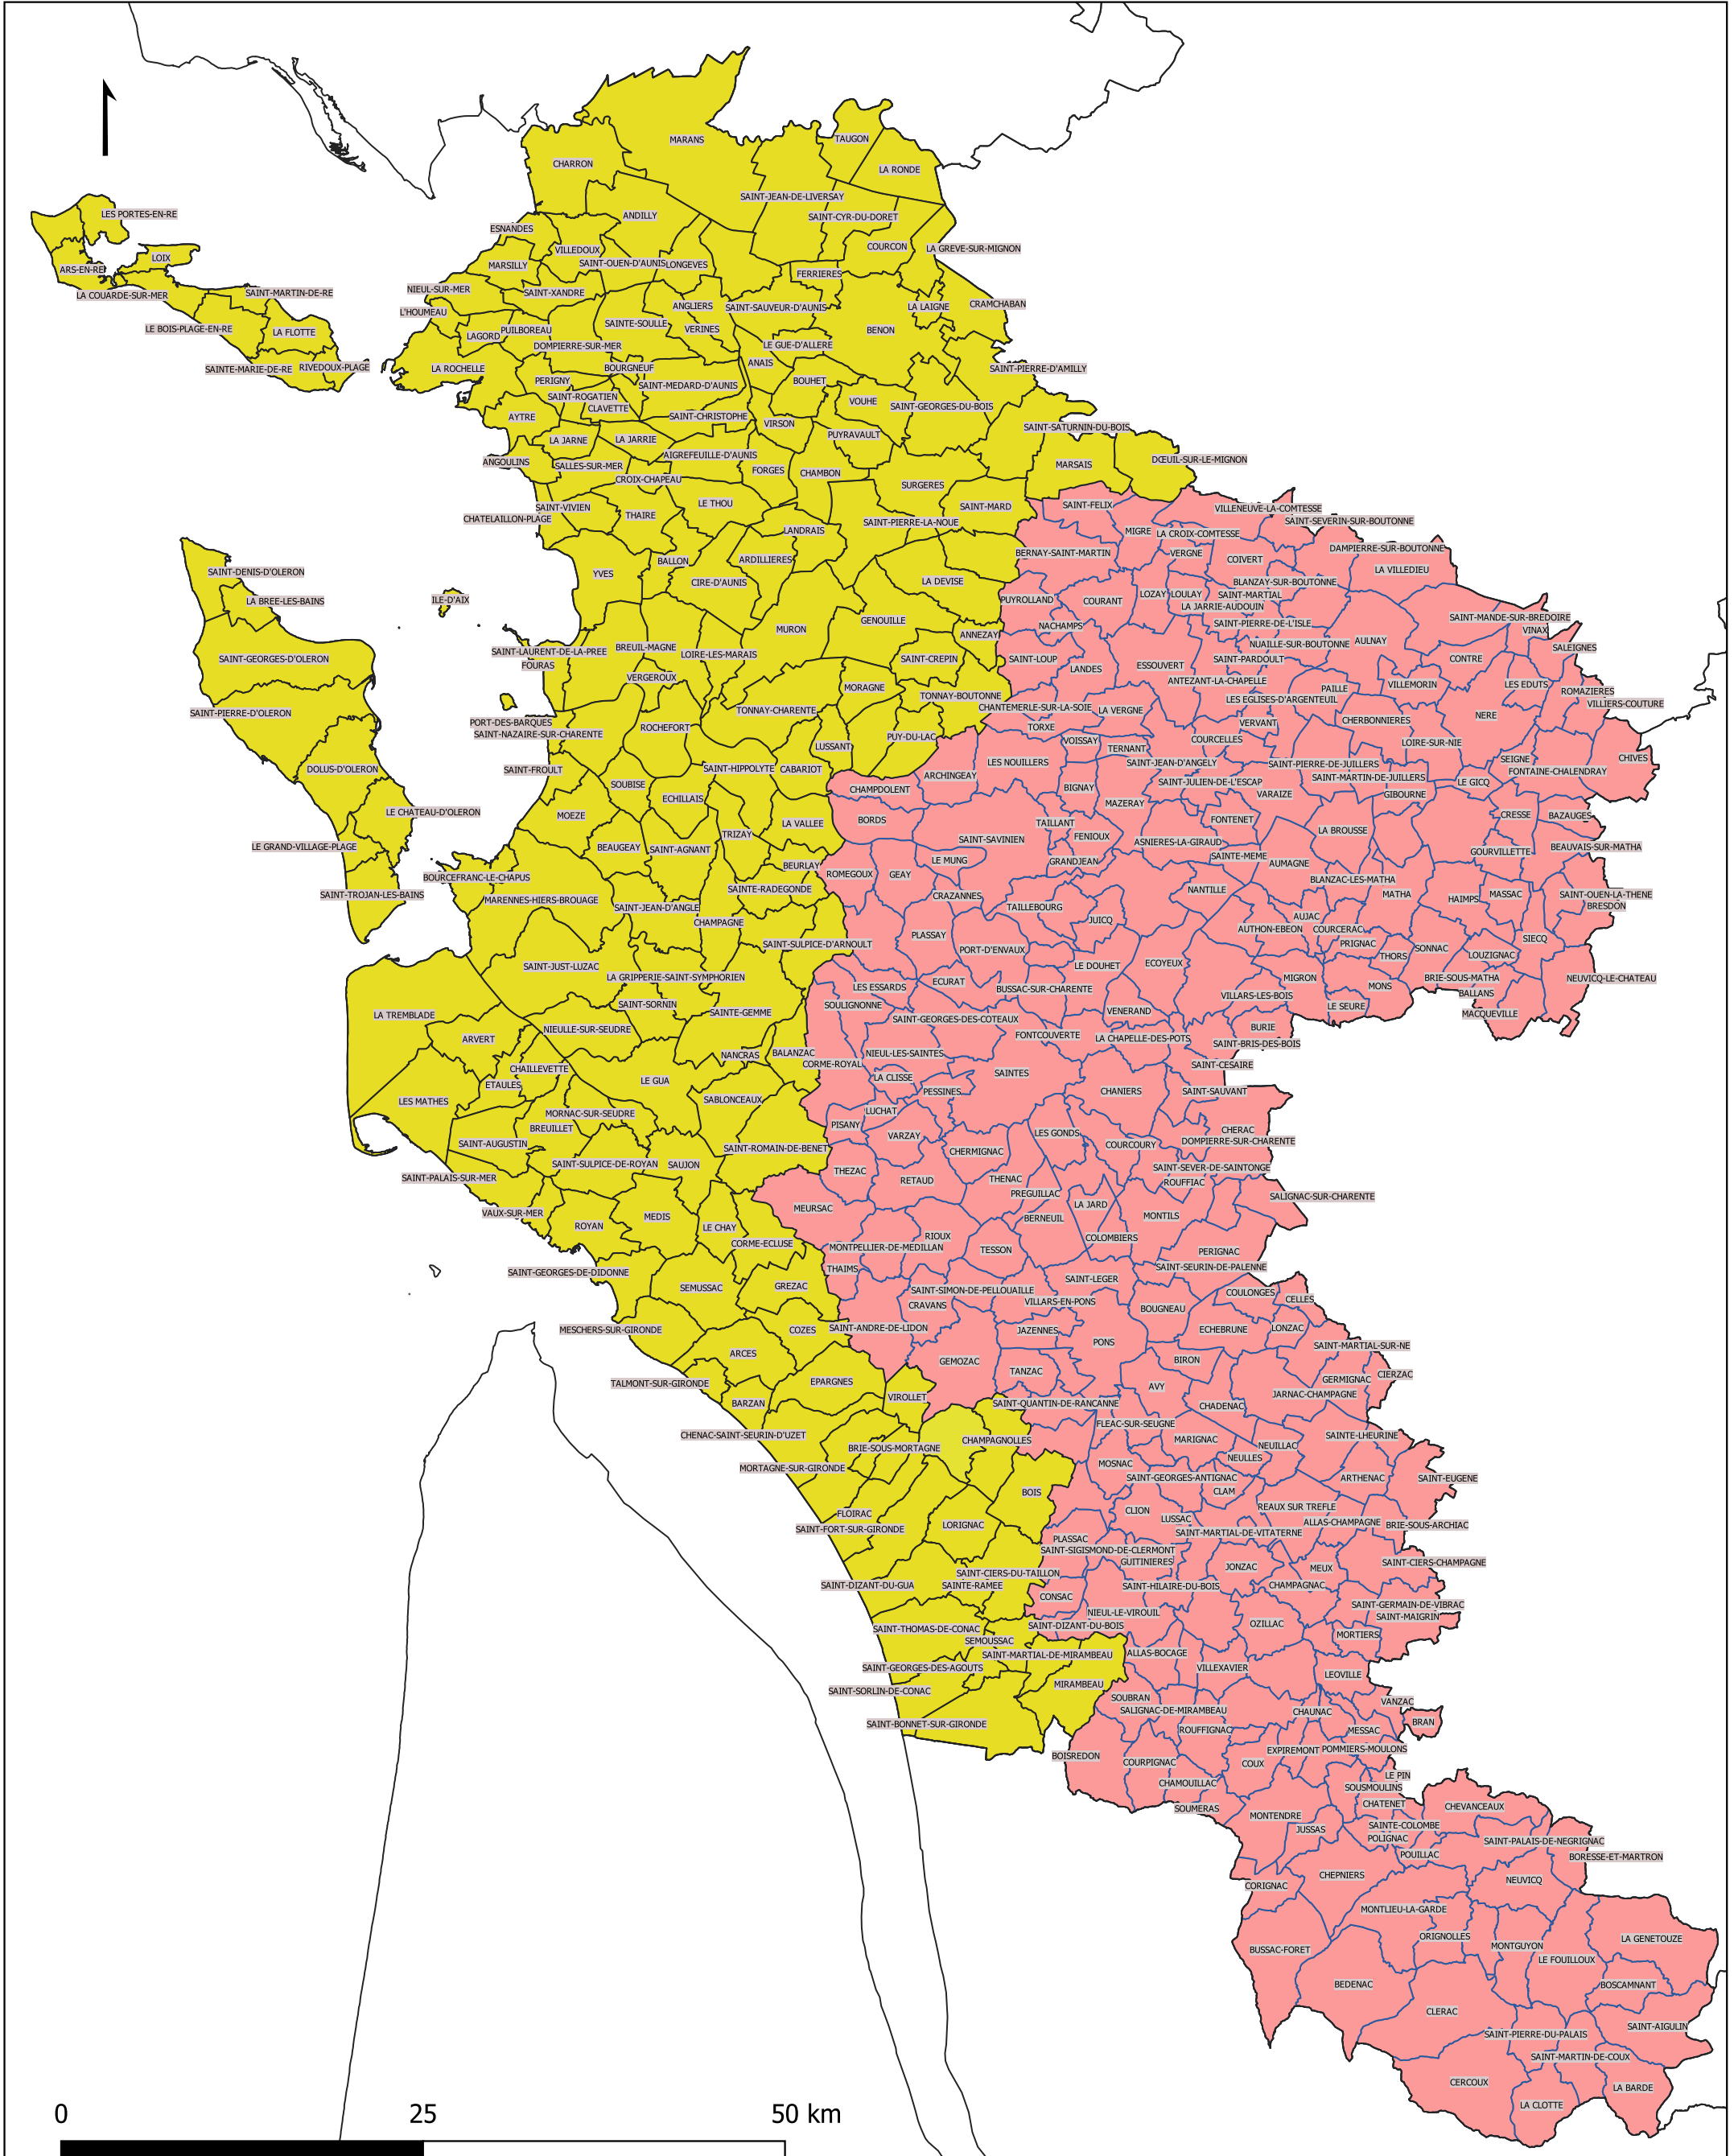 MARANS
TAUGON
CHARRON
LA RONDE
SAINT-JEAN-DE-LIVERSAY
LES PORTES-EN-RE
ANDILLY
SAINT-CYR-DU-DORET
ESNANDES
COURCON
LA GREVE-SUR-MIGNON
VILLEDOUX
LOIX
SAINT-OUEN-D'AUNIS
LONGEVES
MARSILLY
ARS-EN-RE
FERRIERES
NIEUL-SUR-MER
SAINT-XANDRE
SAINT-MARTIN-DE-RE
LA COUARDE-SUR-MER
CRAMCHABAN
ANGLIERS
SAINT-SAUVEUR-D'AUNIS
LA LAIGNE
L'HOUMEAU
SAINTE-SOULLE
LE BOIS-PLAGE-EN-RE
LA FLOTTE
PUILBOREAU
VERINES
BENON
LAGORD
DOMPIERRE-SUR-MER
LE GUE-D'ALLERE
ANAIS
SAINTE-MARIE-DE-RE
RIVEDOUX-PLAGE
LA ROCHELLE
BOURGNEUF
SAINT-PIERRE-D'AMILLY
PERIGNY
SAINT-MEDARD-D'AUNIS
BOUHET
SAINT-ROGATIEN
VOUHE
CLAVETTE
SAINT-GEORGES-DU-BOIS
AYTRE
SAINT-CHRISTOPHE
VIRSON
SAINT-SATURNIN-DU-BOIS
LA JARNE
LA JARRIE
PUYRAVAULT
AIGREFEUILLE-D'AUNIS
ANGOULINS
SALLES-SUR-MER
FORGES
CHAMBON
MARSAIS
DŒUIL-SUR-LE-MIGNON
CROIX-CHAPEAU
SURGERES
LE THOU
SAINT-VIVIEN
SAINT-MARD
SAINT-FELIX
VILLENEUVE-LA-COMTESSE
CHATELAILLON-PLAGE
THAIRE
SAINT-PIERRE-LA-NOUE
SAINT-SEVERIN-SUR-BOUTONNE
LANDRAIS
MIGRE
LA CROIX-COMTESSE
BERNAY-SAINT-MARTIN
VERGNE
DAMPIERRE-SUR-BOUTONNE
BALLON
ARDILLIERES
COIVERT
LA VILLEDIEU
SAINT-DENIS-D'OLERON
YVES
CIRE-D'AUNIS
LA DEVISE
BLANZAY-SUR-BOUTONNE
LA BREE-LES-BAINS
ILE-D'AIX
PUYROLLAND
COURANT
LOZAY
LOULAY
SAINT-MARTIAL
LA JARRIE-AUDOUIN
MURON
GENOUILLE
NACHAMPS
SAINT-PIERRE-DE-L'ISLE
SAINT-MANDE-SUR-BREDOIRE
ANNEZAY
VINAX
SAINT-LAURENT-DE-LA-PREE
BREUIL-MAGNE
LOIRE-LES-MARAIS
NUAILLE-SUR-BOUTONNE
AULNAY
SALEIGNES
SAINT-GEORGES-D'OLERON
FOURAS
SAINT-CREPIN
SAINT-LOUP
LANDES
ESSOUVERT
SAINT-PARDOULT
CONTRE
VERGEROUX
MORAGNE
ANTEZANT-LA-CHAPELLE
PAILLE
VILLEMORIN
LES EDUTS
TONNAY-BOUTONNE
LES EGLISES-D'ARGENTEUIL
ROMAZIERES
VILLIERS-COUTURE
SAINT-PIERRE-D'OLERON
TONNAY-CHARENTE
CHANTEMERLE-SUR-LA-SOIE
LA VERGNE
PORT-DES-BARQUES
ROCHEFORT
TORXE
VERVANT
CHERBONNIERES
NERE
SAINT-NAZAIRE-SUR-CHARENTE
PUY-DU-LAC
VOISSAY
TERNANT
COURCELLES
LUSSANT
LOIRE-SUR-NIE
DOLUS-D'OLERON
SAINT-FROULT
SAINT-HIPPOLYTE
CABARIOT
ARCHINGEAY
LES NOUILLERS
SAINT-JEAN-D'ANGELY
SAINT-PIERRE-DE-JUILLERS
SEIGNE
CHIVES
FONTAINE-CHALENDRAY
SOUBISE
CHAMPDOLENT
BIGNAY
SAINT-JULIEN-DE-L'ESCAP
SAINT-MARTIN-DE-JUILLERS
LE GICQ
ECHILLAIS
MAZERAY
VARAIZE
GIBOURNE
LE CHATEAU-D'OLERON
MOEZE
LA VALLEE
BORDS
TAILLANT
FONTENET
LA BROUSSE
CRESSE
BAZAUGES
LE GRAND-VILLAGE-PLAGE
BEAUGEAY
SAINT-AGNANT
TRIZAY
SAINT-SAVINIEN
FENIOUX
ASNIERES-LA-GIRAUD
BEAUVAIS-SUR-MATHA
BEURLAY
LE MUNG
GRANDJEAN
SAINTE-MEME
AUMAGNE
GOURVILLETTE
BOURCEFRANC-LE-CHAPUS
ROMEGOUX
GEAY
BLANZAC-LES-MATHA
SAINT-TROJAN-LES-BAINS
MARENNES-HIERS-BROUAGE
SAINTE-RADEGONDE
CRAZANNES
NANTILLE
MATHA
HAIMPS
MASSAC
SAINT-OUEN-LA-THENE
SAINT-JEAN-D'ANGLE
TAILLEBOURG
BRESDON
CHAMPAGNE
JUICQ
AUJAC
SAINT-SULPICE-D'ARNOULT
PLASSAY
AUTHON-EBEON
COURCERAC
PORT-D'ENVAUX
PRIGNAC
SONNAC
SIECQ
SAINT-JUST-LUZAC
LA GRIPPERIE-SAINT-SYMPHORIEN
LE DOUHET
ECOYEUX
THORS
LOUZIGNAC
LES ESSARDS
ECURAT
BUSSAC-SUR-CHARENTE
MIGRON
MONS
BRIE-SOUS-MATHA
NEUVICQ-LE-CHATEAU
LA TREMBLADE
SAINT-SORNIN
SAINTE-GEMME
SOULIGNONNE
VILLARS-LES-BOIS
LE SEURE
BALLANS
MACQUEVILLE
NIEULLE-SUR-SEUDRE
SAINT-GEORGES-DES-COTEAUX
VENERAND
BURIE
ARVERT
FONTCOUVERTE
LA CHAPELLE-DES-POTS
SAINT-BRIS-DES-BOIS
NANCRAS
BALANZAC
NIEUL-LES-SAINTES
CHAILLEVETTE
CORME-ROYAL
SAINT-CESAIRE
ETAULES
LE GUA
LA CLISSE
SAINTES
LES MATHES
SABLONCEAUX
PESSINES
CHANIERS
SAINT-SAUVANT
MORNAC-SUR-SEUDRE
LUCHAT
BREUILLET
PISANY
VARZAY
LES GONDS
CHERAC
SAINT-AUGUSTIN
SAINT-ROMAIN-DE-BENET
CHERMIGNAC
COURCOURY
DOMPIERRE-SUR-CHARENTE
SAINT-SULPICE-DE-ROYAN
SAUJON
THEZAC
SAINT-SEVER-DE-SAINTONGE
SAINT-PALAIS-SUR-MER
RETAUD
THENAC
ROUFFIAC
PREGUILLAC
SALIGNAC-SUR-CHARENTE
VAUX-SUR-MER
MEDIS
MEURSAC
LA JARD
MONTILS
ROYAN
LE CHAY
BERNEUIL
CORME-ECLUSE
MONTPELLIER-DE-MEDILLAN
RIOUX
TESSON
COLOMBIERS
PERIGNAC
SAINT-GEORGES-DE-DIDONNE
THAIMS
SAINT-SEURIN-DE-PALENNE
SEMUSSAC
GREZAC
SAINT-SIMON-DE-PELLOUAILLE
SAINT-LEGER
COULONGES
CELLES
CRAVANS
VILLARS-EN-PONS
BOUGNEAU
MESCHERS-SUR-GIRONDE
COZES
SAINT-ANDRE-DE-LIDON
JAZENNES
PONS
ECHEBRUNE
LONZAC
ARCES
GEMOZAC
BIRON
SAINT-MARTIAL-SUR-NE
TALMONT-SUR-GIRONDE
EPARGNES
TANZAC
AVY
GERMIGNAC
CIERZAC
BARZAN
VIROLLET
SAINT-QUANTIN-DE-RANCANNE
CHADENAC
JARNAC-CHAMPAGNE
CHENAC-SAINT-SEURIN-D'UZET
BRIE-SOUS-MORTAGNE
CHAMPAGNOLLES
FLEAC-SUR-SEUGNE
MARIGNAC
NEUILLAC
SAINTE-LHEURINE
MORTAGNE-SUR-GIRONDE
MOSNAC
NEULLES
BOIS
SAINT-GEORGES-ANTIGNAC
CLAM
ARTHENAC
SAINT-EUGENE
FLOIRAC
CLION
REAUX SUR TREFLE
SAINT-FORT-SUR-GIRONDE
LORIGNAC
LUSSAC
ALLAS-CHAMPAGNE
BRIE-SOUS-ARCHIAC
PLASSAC
SAINT-MARTIAL-DE-VITATERNE
SAINT-SIGISMOND-DE-CLERMONT
SAINT-CIERS-DU-TAILLON
GUITINIERES
JONZAC
MEUX
SAINT-CIERS-CHAMPAGNE
SAINT-DIZANT-DU-GUA
SAINTE-RAMEE
CONSAC
SAINT-HILAIRE-DU-BOIS
CHAMPAGNAC
SAINT-THOMAS-DE-CONAC
NIEUL-LE-VIROUIL
SAINT-GERMAIN-DE-VIBRAC
SAINT-DIZANT-DU-BOIS
OZILLAC
SAINT-MAIGRIN
SEMOUSSAC
MORTIERS
SAINT-MARTIAL-DE-MIRAMBEAU
ALLAS-BOCAGE
SAINT-GEORGES-DES-AGOUTS
VILLEXAVIER
LEOVILLE
SAINT-SORLIN-DE-CONAC
MIRAMBEAU
SOUBRAN
VANZAC
SALIGNAC-DE-MIRAMBEAU
CHAUNAC
SAINT-BONNET-SUR-GIRONDE
ROUFFIGNAC
MESSAC
BRAN
BOISREDON
COURPIGNAC
EXPIREMONT
POMMIERS-MOULONS
COUX
CHAMOUILLAC
LE PIN
SOUSMOULINS
SOUMERAS
MONTENDRE
CHATENET
CHEVANCEAUX
JUSSAS
SAINTE-COLOMBE
POLIGNAC
SAINT-PALAIS-DE-NEGRIGNAC
POUILLAC
BORESSE-ET-MARTRON
CHEPNIERS
NEUVICQ
CORIGNAC
MONTLIEU-LA-GARDE
BUSSAC-FORET
ORIGNOLLES
MONTGUYON
LA GENETOUZE
LE FOUILLOUX
BEDENAC
BOSCAMNANT
CLERAC
SAINT-AIGULIN
SAINT-PIERRE-DU-PALAIS
SAINT-MARTIN-DE-COUX
CERCOUX
LA BARDE
LA CLOTTE
0 25 50 km